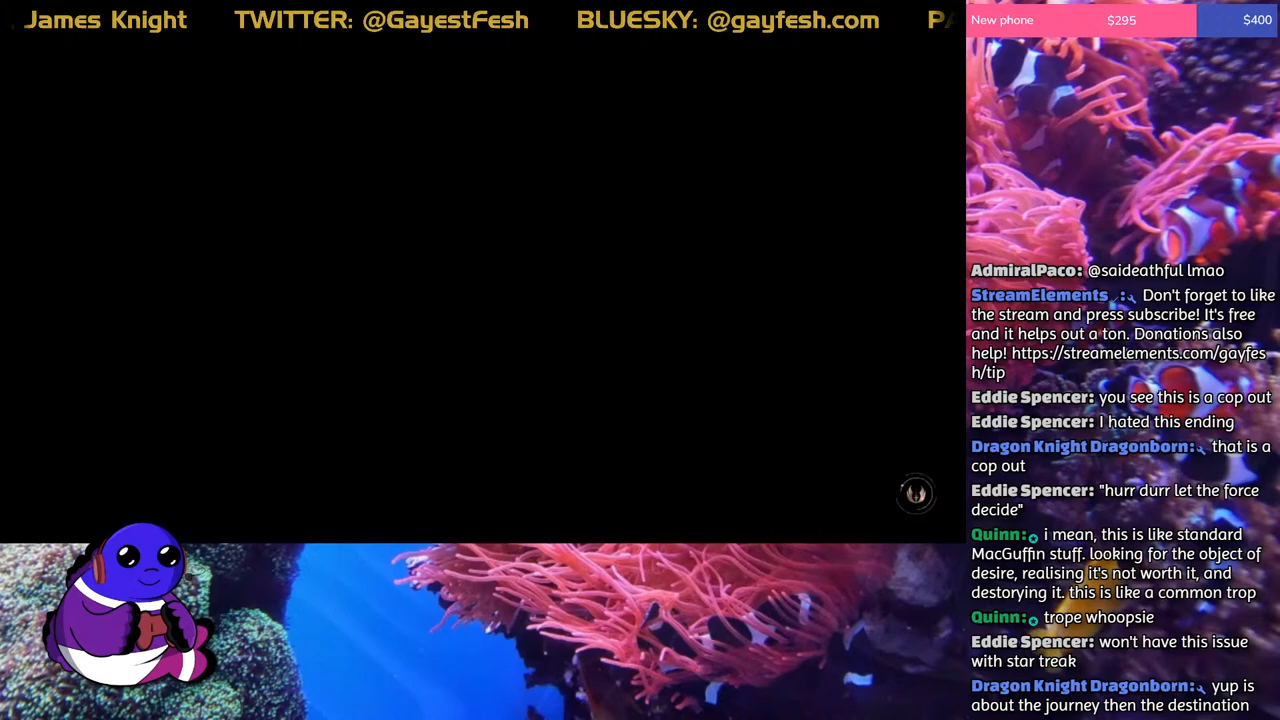 James Knight TWITTER: @GayestFesh BLUESKY: @gayfesh.com
New phone $295 $400
AdmiralPaco: @saideathful lmao
StreamElements : Don't forget to like
the stream and press subscribe! It's free
and it helps out a ton. Donations also
help! https://streamelements.com/gayfes
h/tip
Eddie Spencer: you see this is a cop out
Eddie Spencer: I hated this ending
Dragon Knight Dragonborn: that is a
cop out
Eddie Spencer: "hurr durr let the force
decide"
Quinn: i mean, this is like standard
MacGuffin stuff. looking for the object of
desire, realising it's not worth it, and
destorying it. this is like a common trop
Quinn: trope whoopsie
Eddie Spencer: won't have this issue
with star treak
Dragon Knight Dragonborn: yup is
about the journey then the destination